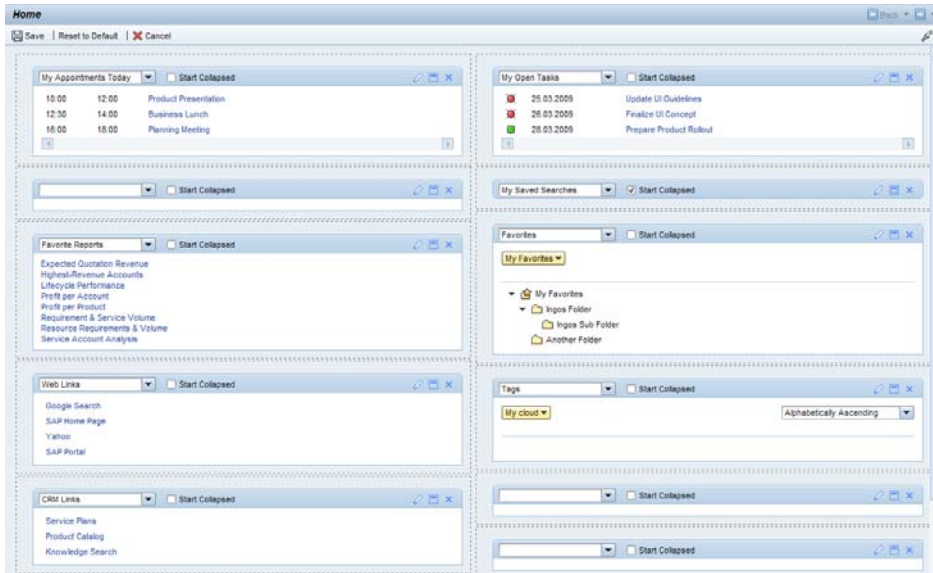 Home
Back
Save | Reset to Default | Cancel
My Appointments Today Start Collapsed
10:00 12:00 Product Presentation
12:30 14:00 Business Lunch
16:00 18:00 Planning Meeting
Start Collapsed
Favorite Reports Start Collapsed
Expected Quotation Revenue
Highest-Revenue Accounts
Lifecycle Performance
Profit per Account
Profit per Product
Requirement & Service Volume
Resource Requirements & Volume
Service Account Analysis
Web Links Start Collapsed
Google Search
SAP Home Page
Yahoo
SAP Portal
CRM Links Start Collapsed
Service Plans
Product Catalog
Knowledge Search
My Open Tasks Start Collapsed
25.03.2009 Update UI Guidelines
26.03.2009 Finalize UI Concept
28.03.2009 Prepare Product Rollout
My Saved Searches Start Collapsed
Favorites Start Collapsed
My Favorites
My Favorites
Ingos Folder
Ingos Sub Folder
Another Folder
Tags Start Collapsed
My cloud Alphabetically Ascending
Start Collapsed
Start Collapsed